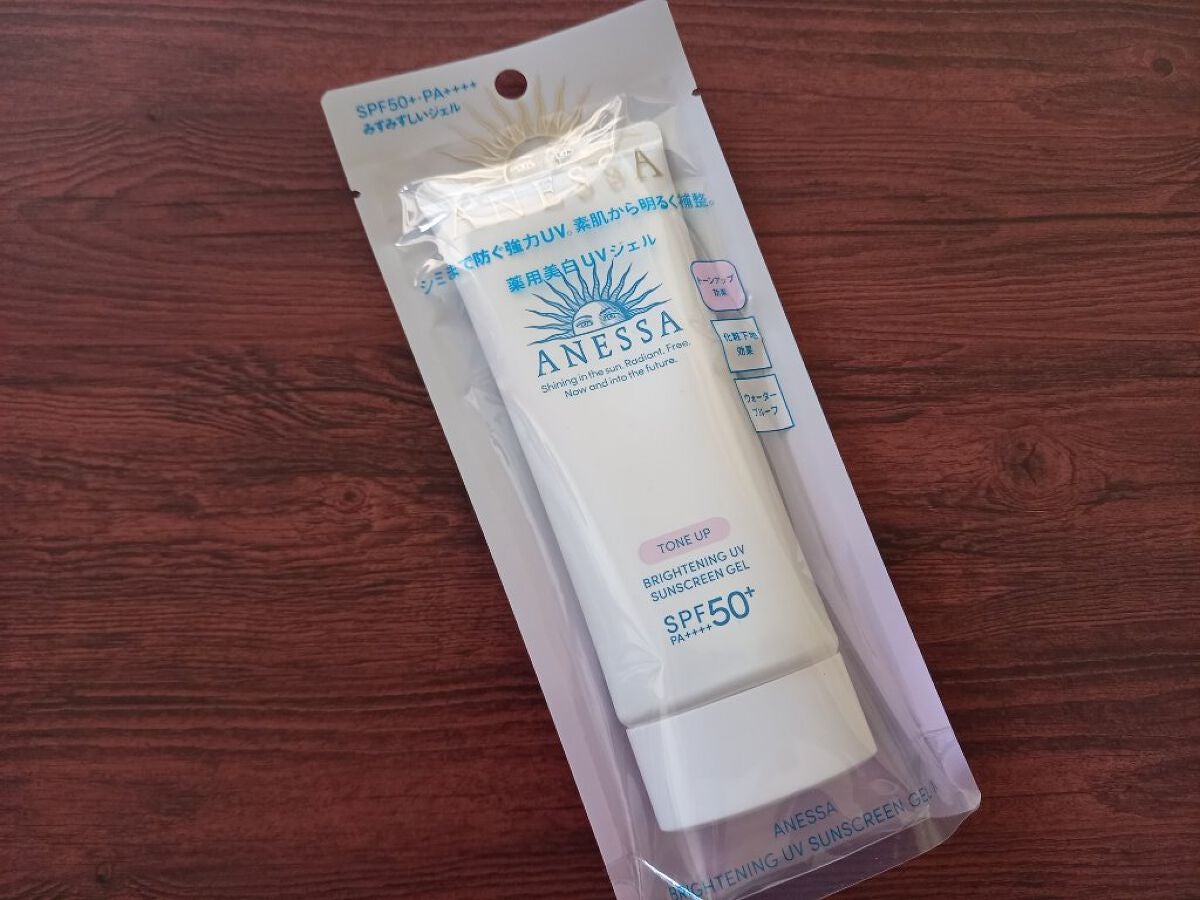 SPF50+・PA++++
みずみずしいジェル
ANESSA
シミまで防ぐ強力UV。素肌から明るく補整。
薬用美白UVジェル
トーンアップ
効果
化粧下地
効果
ウォーター
プルーフ
ANESSA
Shining in the sun. Radiant. Free.
Now and into the future.
TONE UP
BRIGHTENING UV
SUNSCREEN GEL
SPF50+
PA++++
ANESSA
BRIGHTENING UV SUNSCREEN GEL